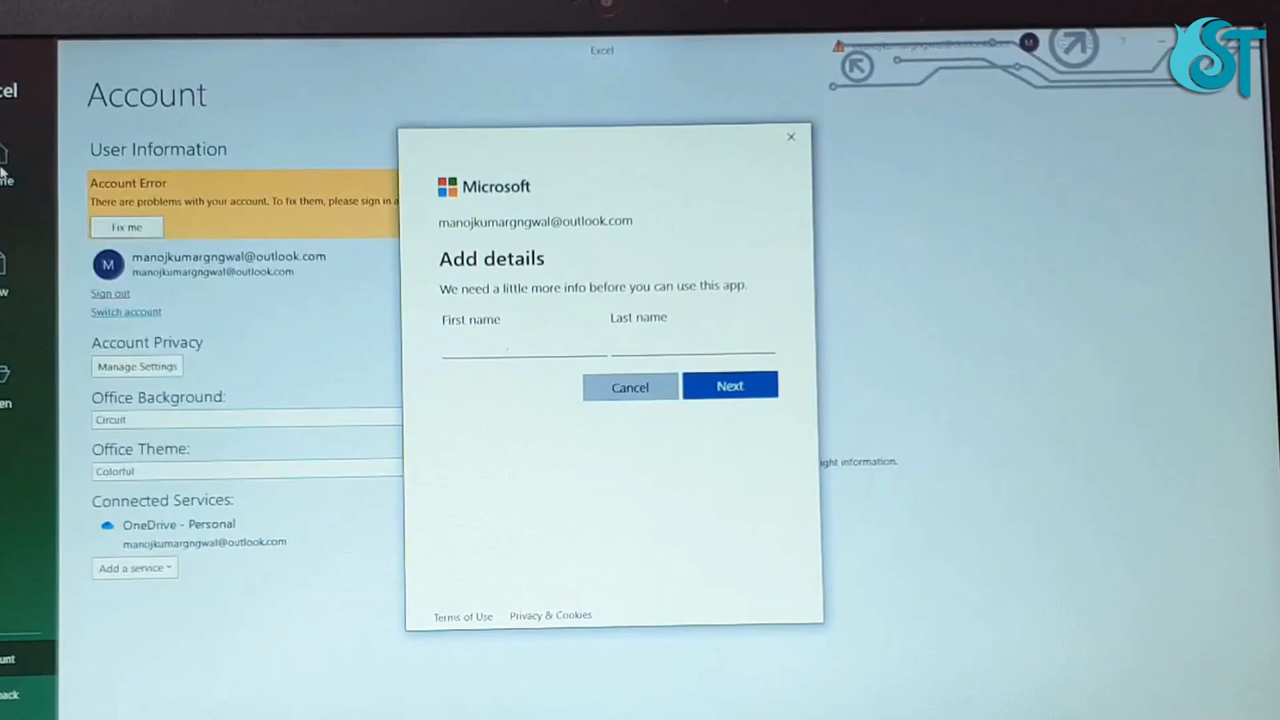 Excel
ST
Account
User Information
Account Error
There are problems with your account. To fix them, please sign in
Fix me
M
manojkumargngwal@outlook.com
manojkumargngwal@outlook.com
Sign out
Switch account
Account Privacy
Manage Settings
Office Background:
Circuit
Office Theme:
Colorful
Connected Services:
OneDrive - Personal
manojkumargngwal@outlook.com
Add a service
Microsoft
manojkumargngwal@outlook.com
Add details
We need a little more info before you can use this app.
First name
Last name
Cancel
Next
Terms of Use
Privacy & Cookies
ight information.